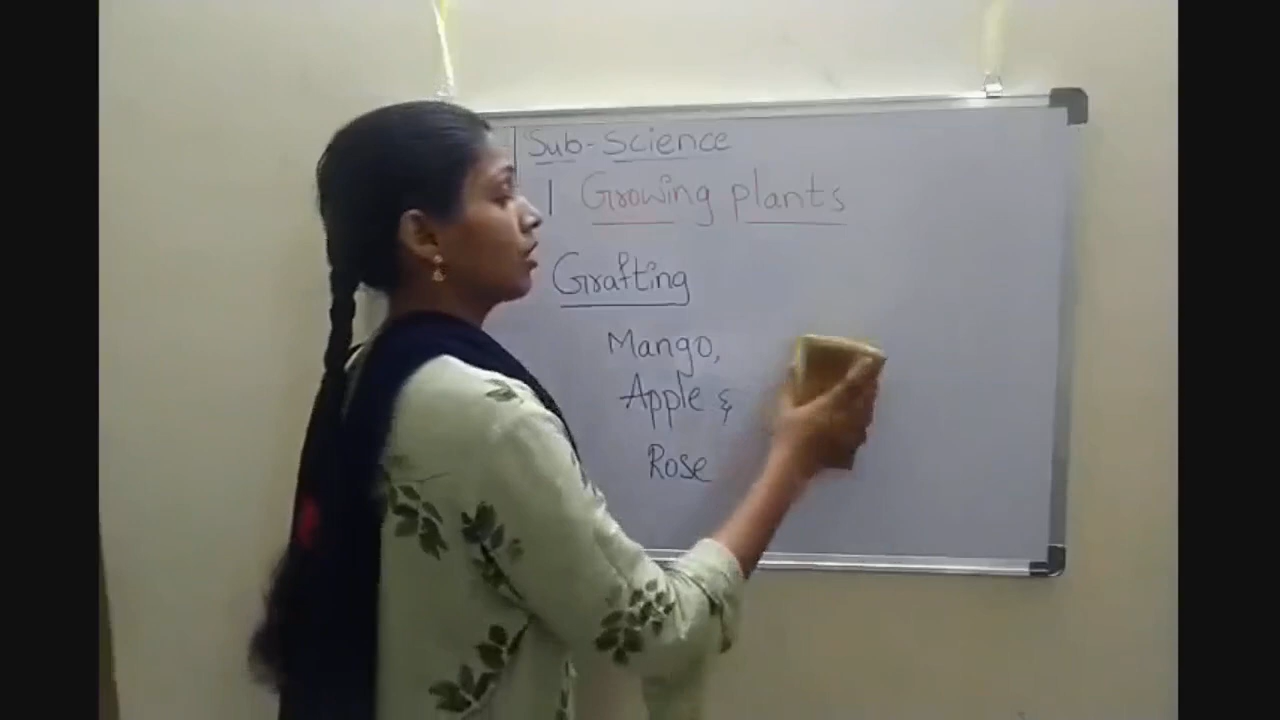 Sub-Science
1 Growing plants
Grafting
Mango,
Apple &
Rose